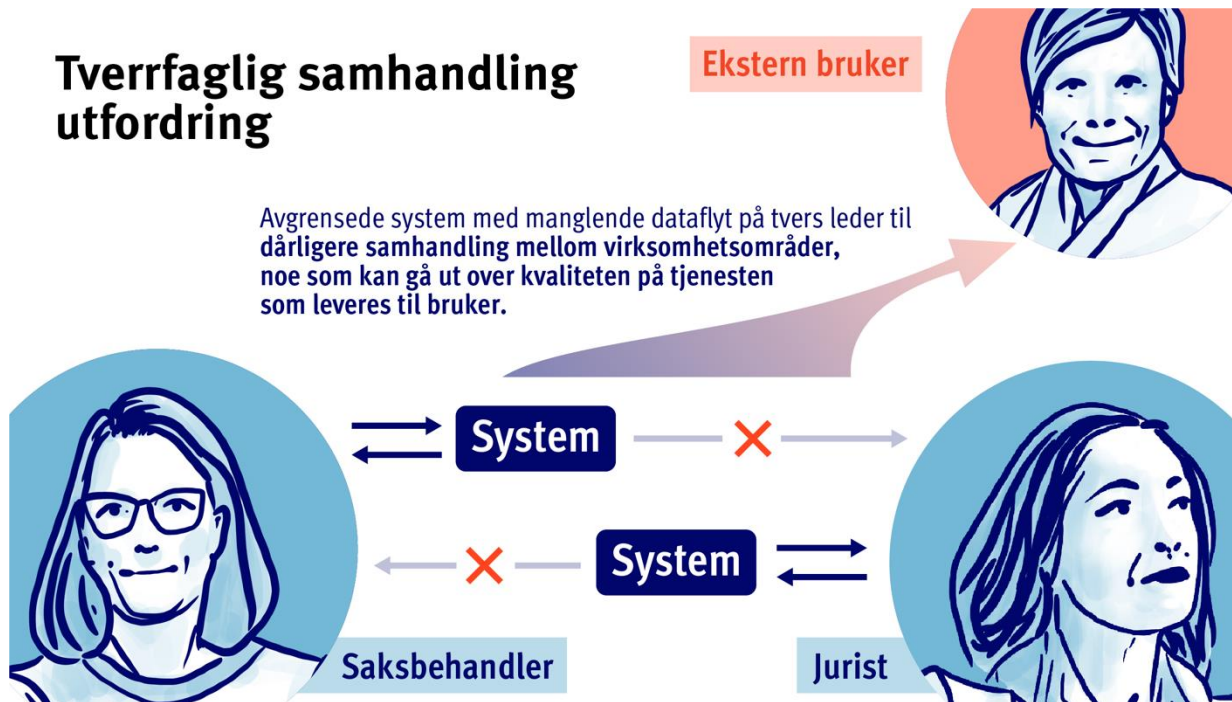 Tverrfaglig samhandling
utfordring
Ekstern bruker
Avgrensede system med manglende dataflyt på tvers leder til
dårligere samhandling mellom virksomhetsområder,
noe som kan gå ut over kvaliteten på tjenesten
som leveres til bruker.
System
System
Saksbehandler
Jurist